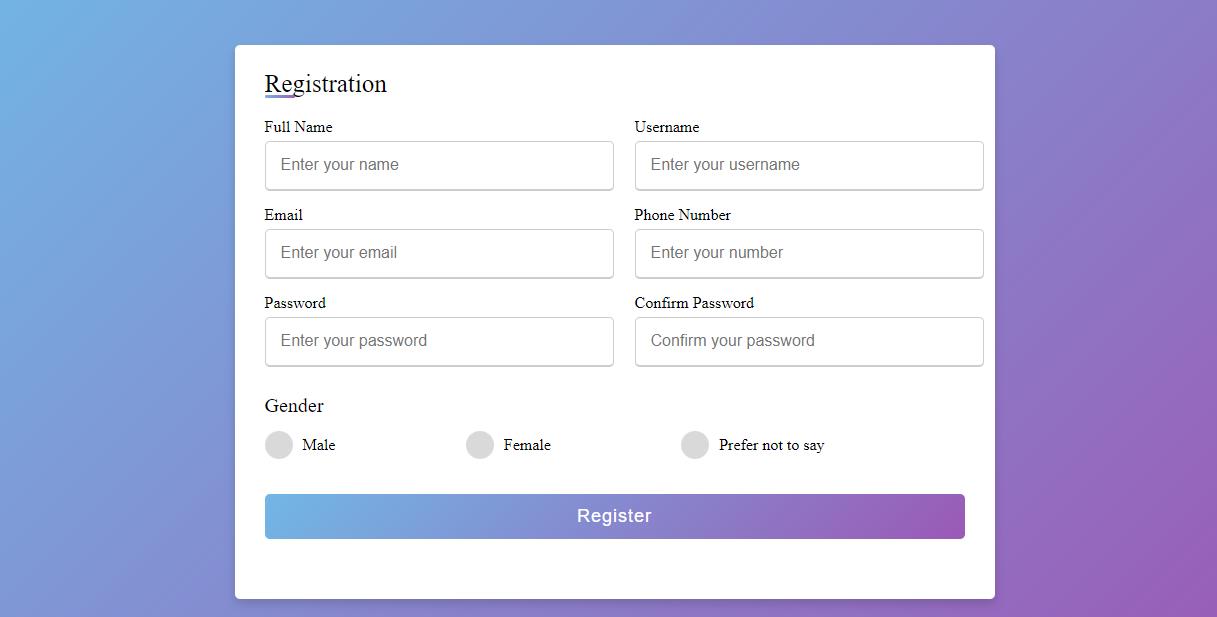 Registration
Full Name
Username
Enter your name
Enter your username
Email
Phone Number
Enter your email
Enter your number
Password
Confirm Password
Enter your password
Confirm your password
Gender
Male
Female
Prefer not to say
Register